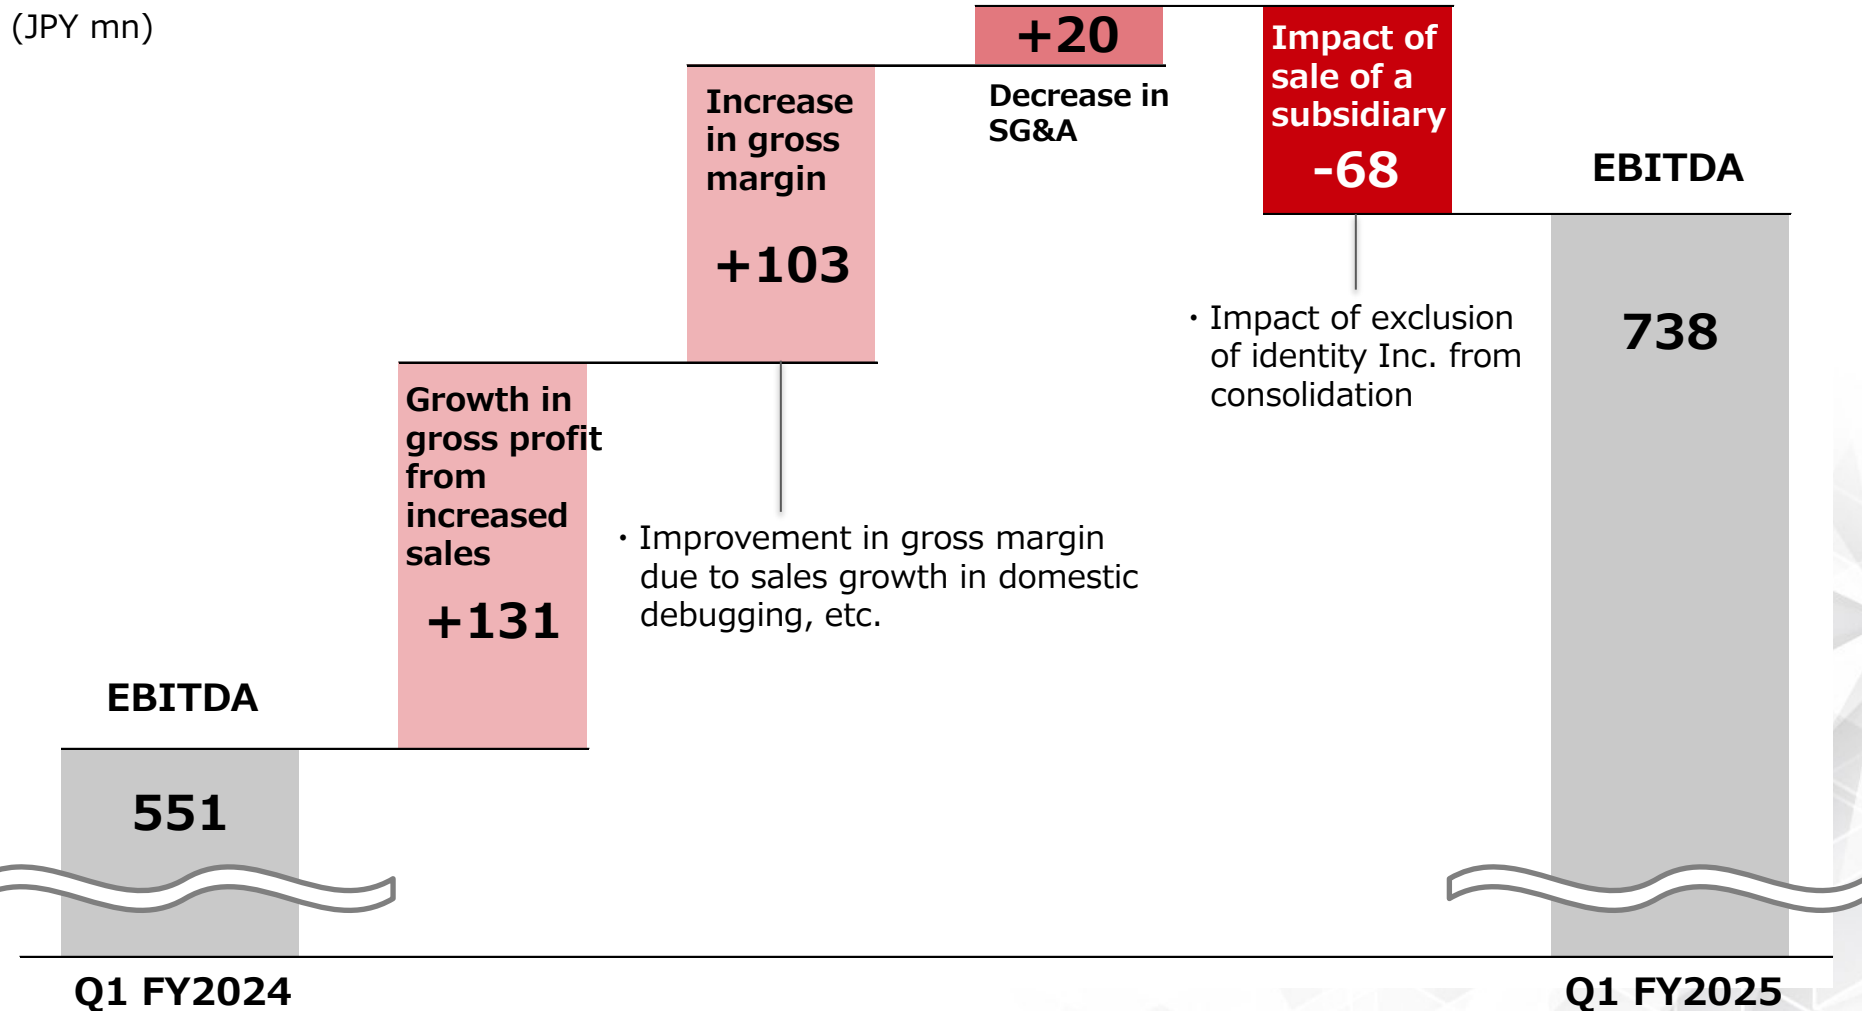 (JPY mn)
EBITDA
551
Q1 FY2024
Growth in
gross profit
from
increased
sales
+131
Increase
in gross
margin
+103
・Improvement in gross margin
due to sales growth in domestic
debugging, etc.
+20
Decrease in
SG&A
Impact of
sale of a
subsidiary
-68
・Impact of exclusion
of identity Inc. from
consolidation
EBITDA
738
Q1 FY2025